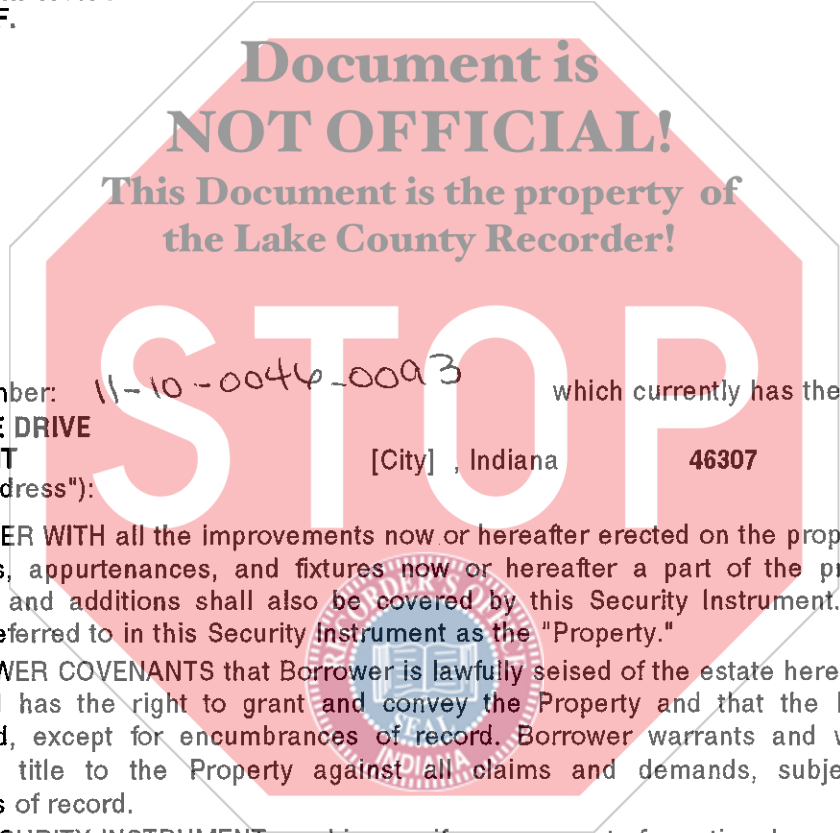 F.
Document is
NOT OFFICIAL!
This Document is the property of
the Lake County Recorder!
STOP
nber: 11-10-0046-0093 which currently has the
E DRIVE
T [City] , Indiana 46307
dress"):
ER WITH all the improvements now or hereafter erected on the prop
s, appurtenances, and fixtures now or hereafter a part of the p
and additions shall also be covered by this Security Instrument.
eferred to in this Security Instrument as the "Property."
WER COVENANTS that Borrower is lawfully seised of the estate here
l has the right to grant and convey the Property and that the
d, except for encumbrances of record. Borrower warrants and w
title to the Property against all claims and demands, subje
s of record.
RECORDER'S OFFICE
SEAL
INDIANA